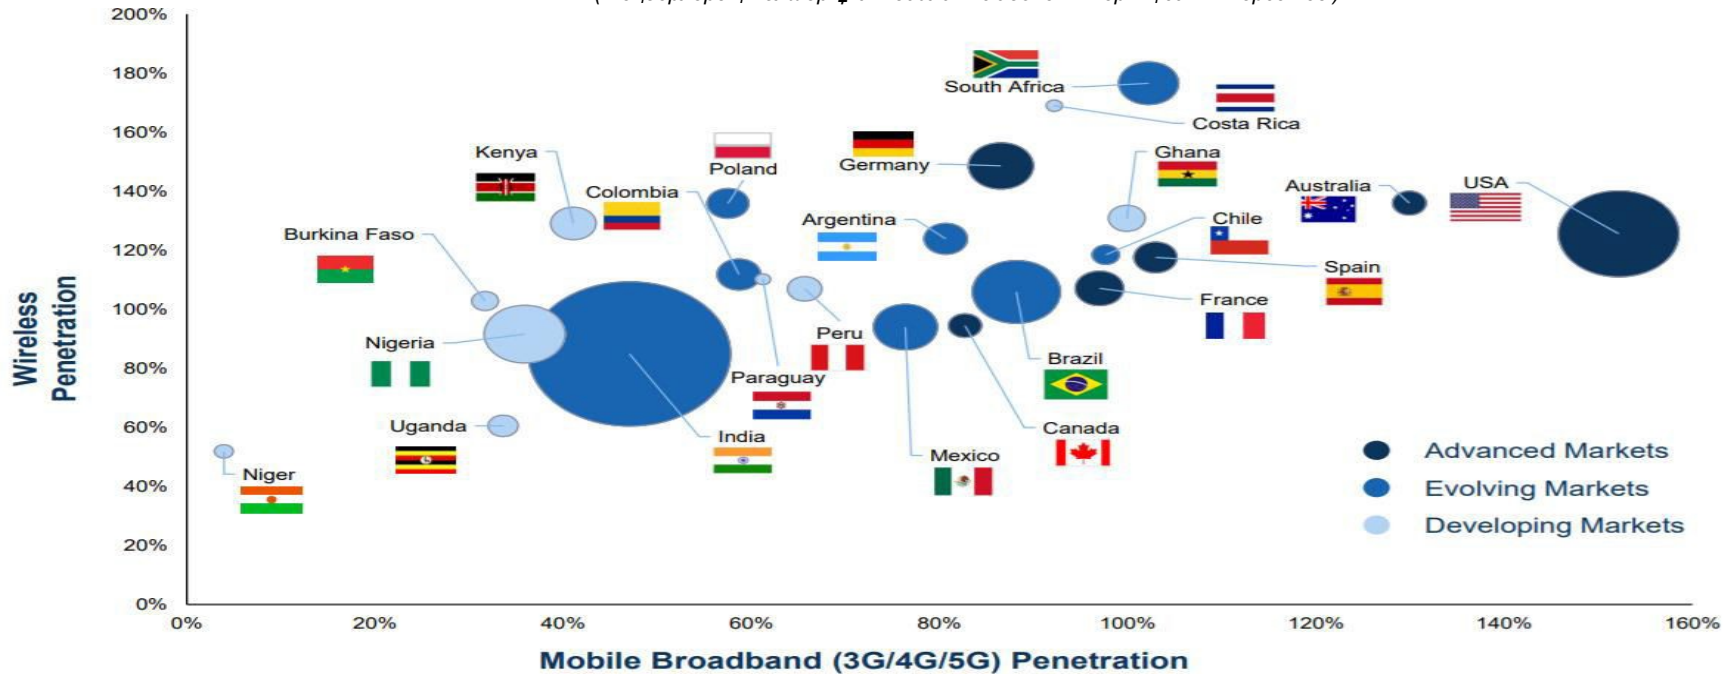 200%
180%
160%
140%
120%
100%
80%
60%
40%
20%
0%
Wireless
Penetration
South Africa
Costa Rica
Kenya
Poland
Germany
Ghana
Colombia
Australia
USA
Argentina
Chile
Burkina Faso
Spain
France
Nigeria
Peru
Brazil
Paraguay
Uganda
India
Canada
Mexico
Niger
Advanced Markets
Evolving Markets
Developing Markets
0% 20% 40% 60% 80% 100% 120% 140% 160%
Mobile Broadband (3G/4G/5G) Penetration